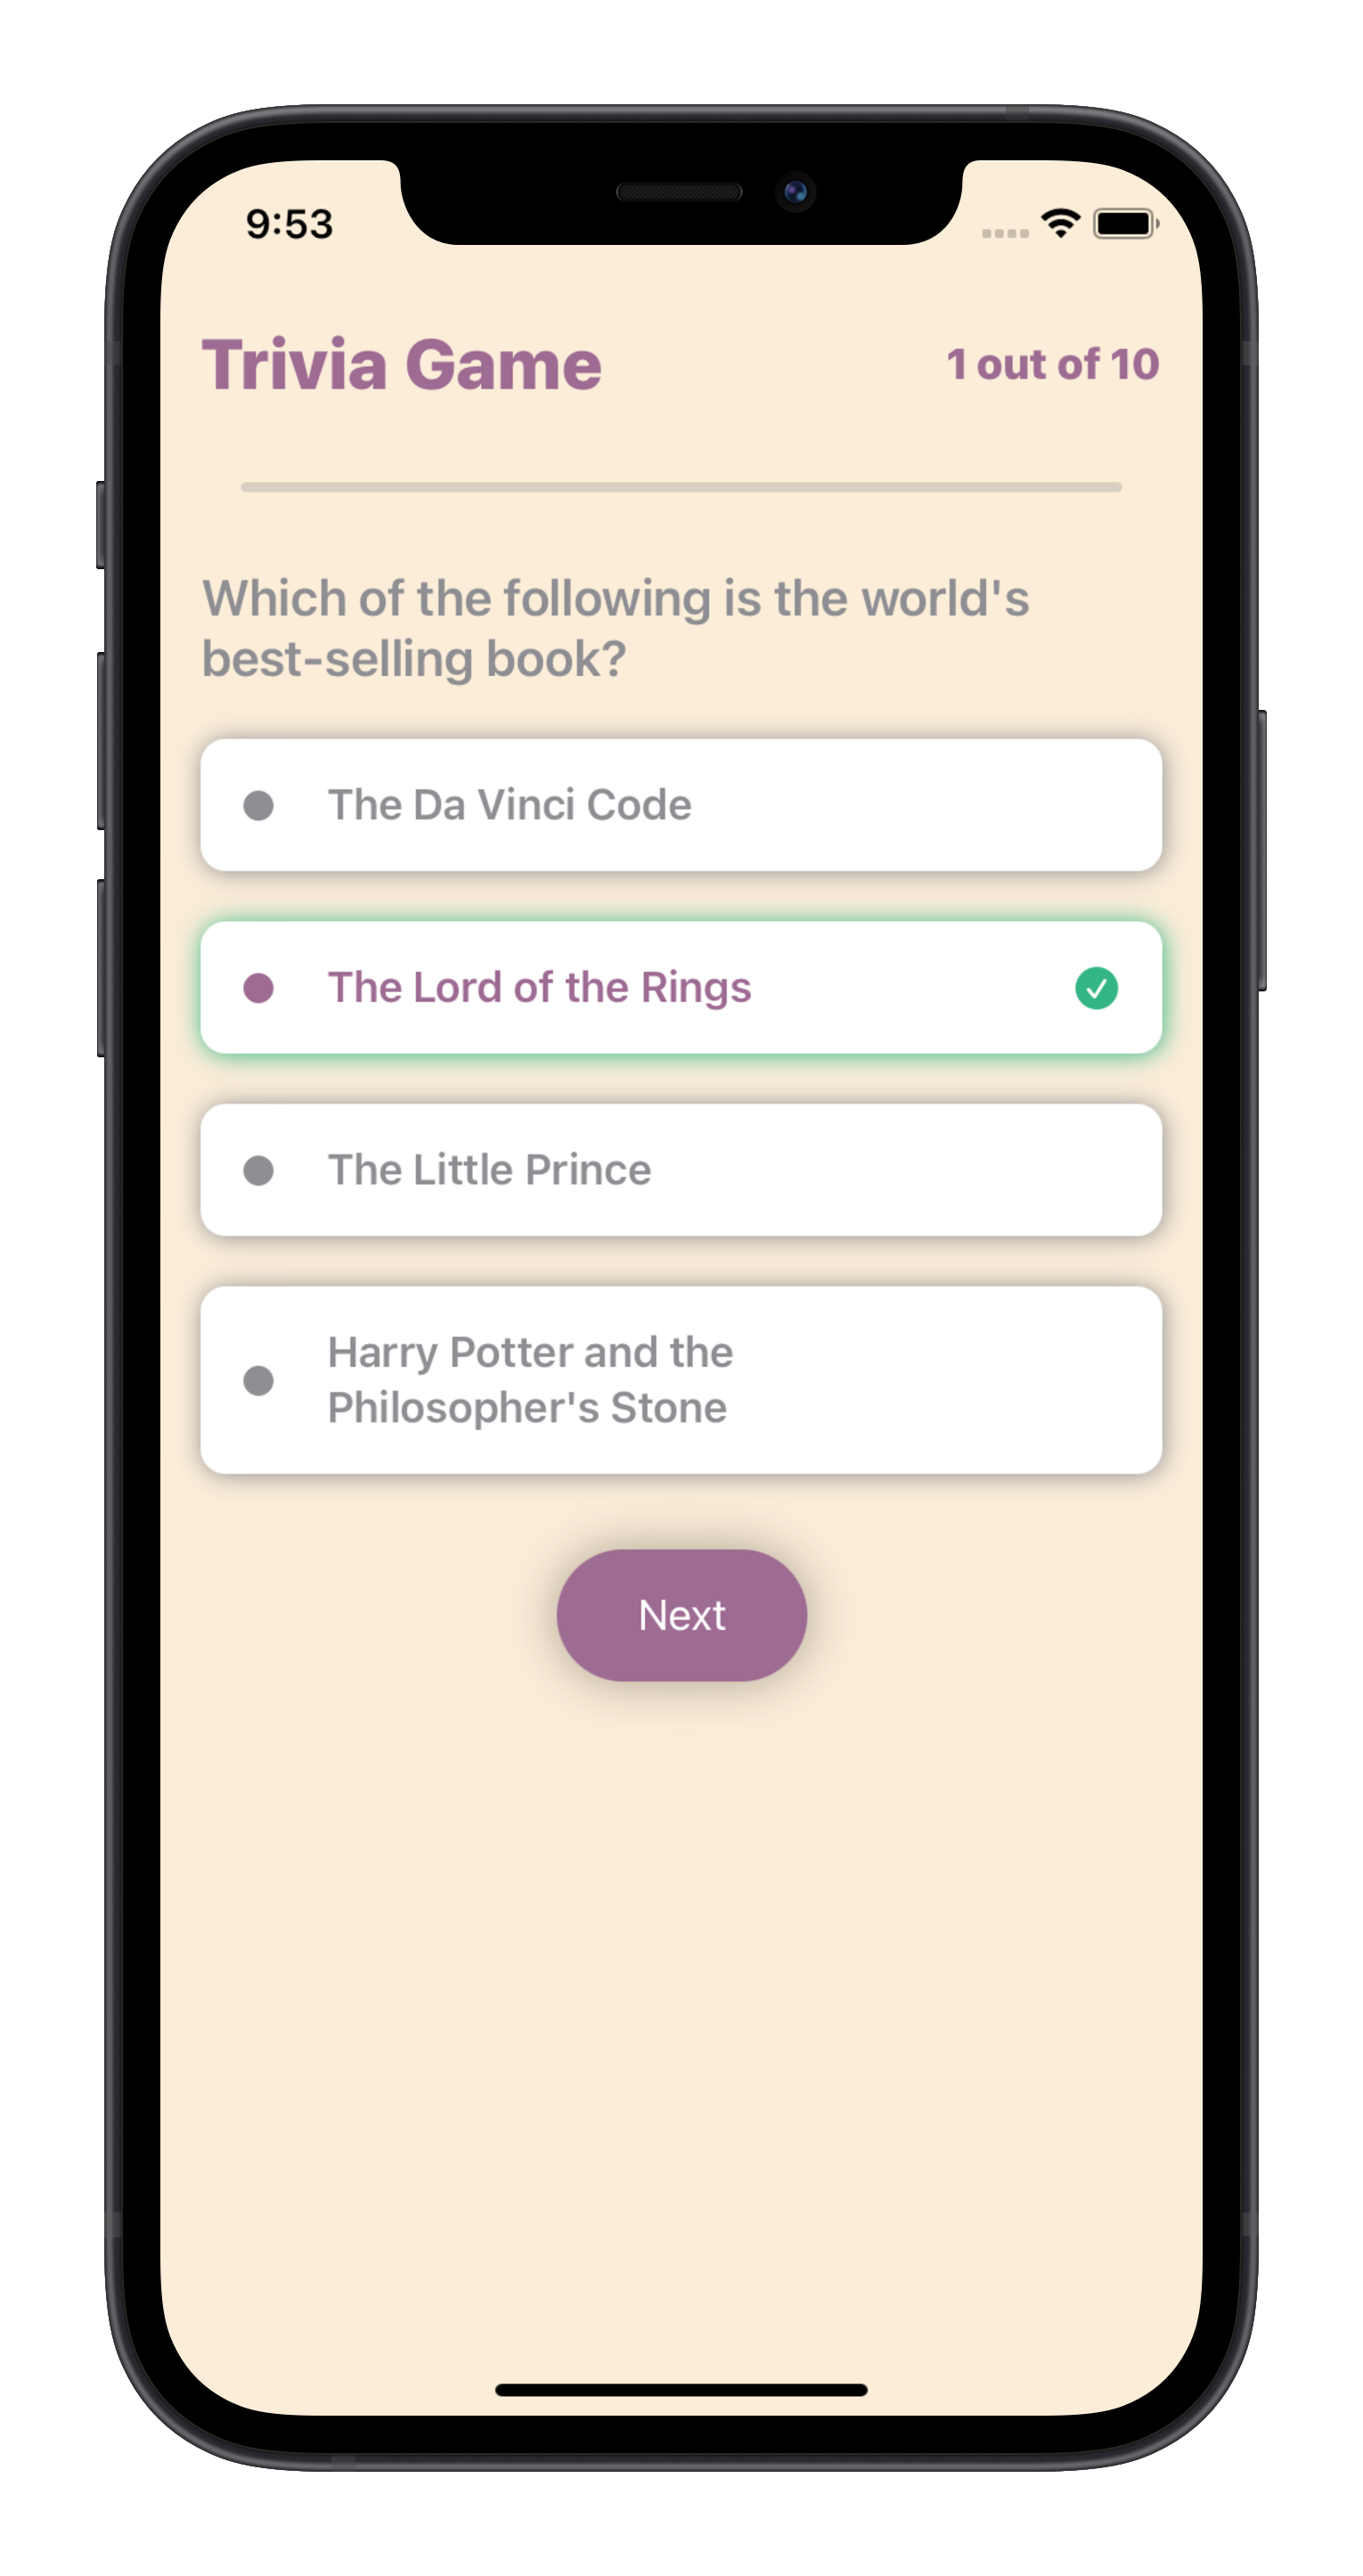 9:53
Trivia Game
1 out of 10
Which of the following is the world's
best-selling book?
The Da Vinci Code
The Lord of the Rings
The Little Prince
Harry Potter and the
Philosopher's Stone
Next